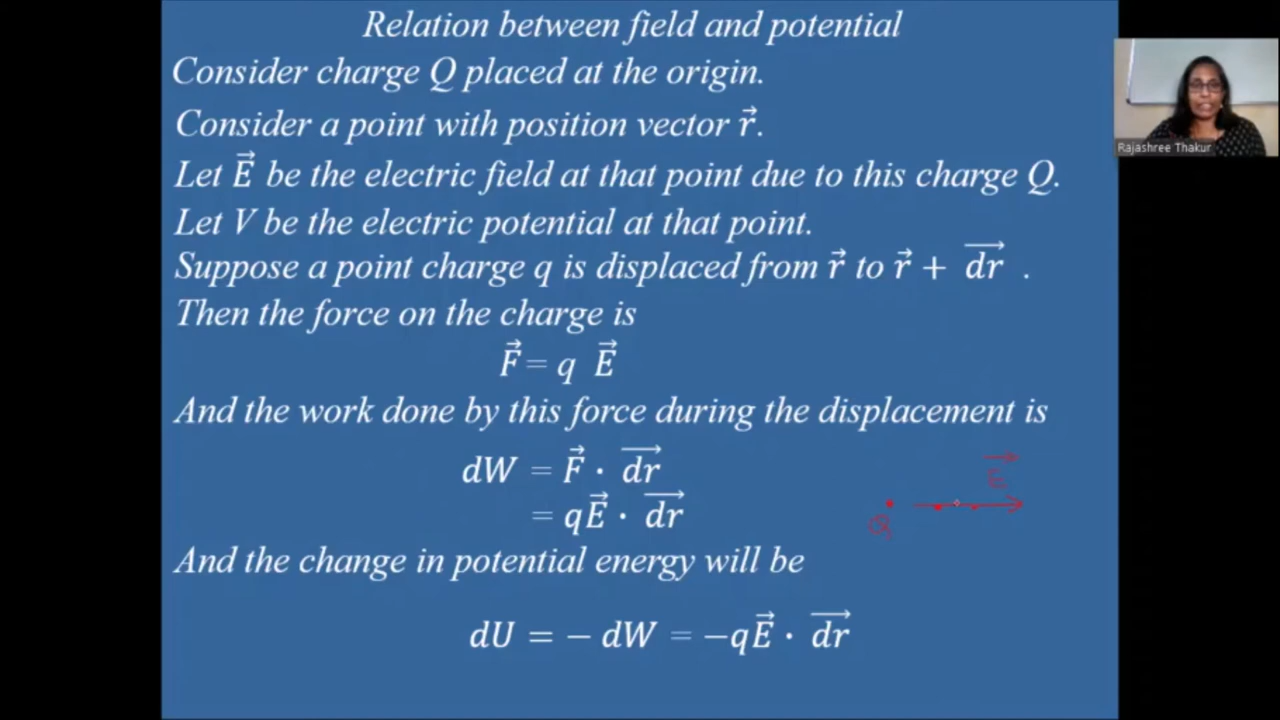 Relation between field and potential
Consider charge Q placed at the origin.
Consider a point with position vector r⃗.
Let E⃗ be the electric field at that point due to this charge Q.
Let V be the electric potential at that point.
Suppose a point charge q is displaced from r⃗ to r⃗ + d⃗r⃗ .
Then the force on the charge is
F⃗ = q E⃗
And the work done by this force during the displacement is
dW = F⃗ · d⃗r⃗
= qE⃗ · d⃗r⃗
E⃗
Q
And the change in potential energy will be
dU = − dW = −qE⃗ · d⃗r⃗
Rajashree Thakur